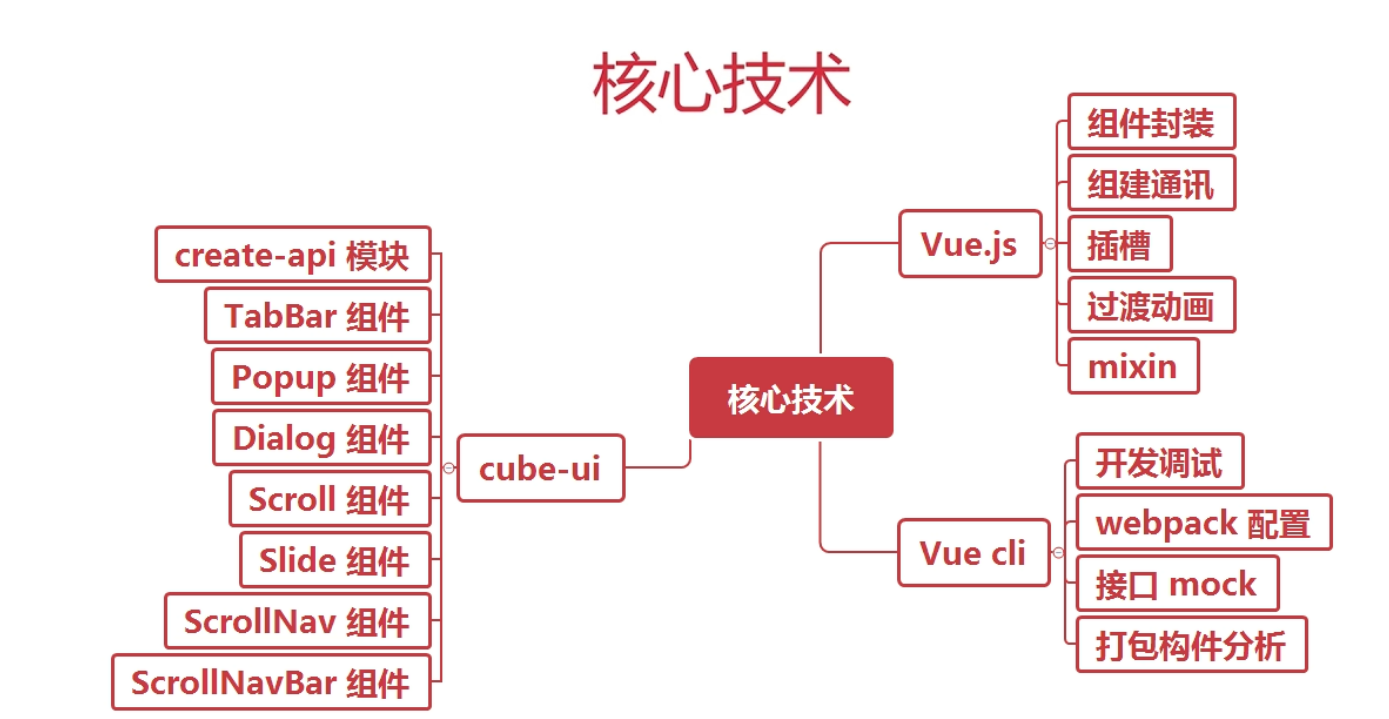 核心技术
核心技术
Vue.js
组件封装
组建通讯
插槽
过渡动画
mixin
Vue cli
开发调试
webpack 配置
接口 mock
打包构件分析
cube-ui
create-api 模块
TabBar 组件
Popup 组件
Dialog 组件
Scroll 组件
Slide 组件
ScrollNav 组件
ScrollNavBar 组件